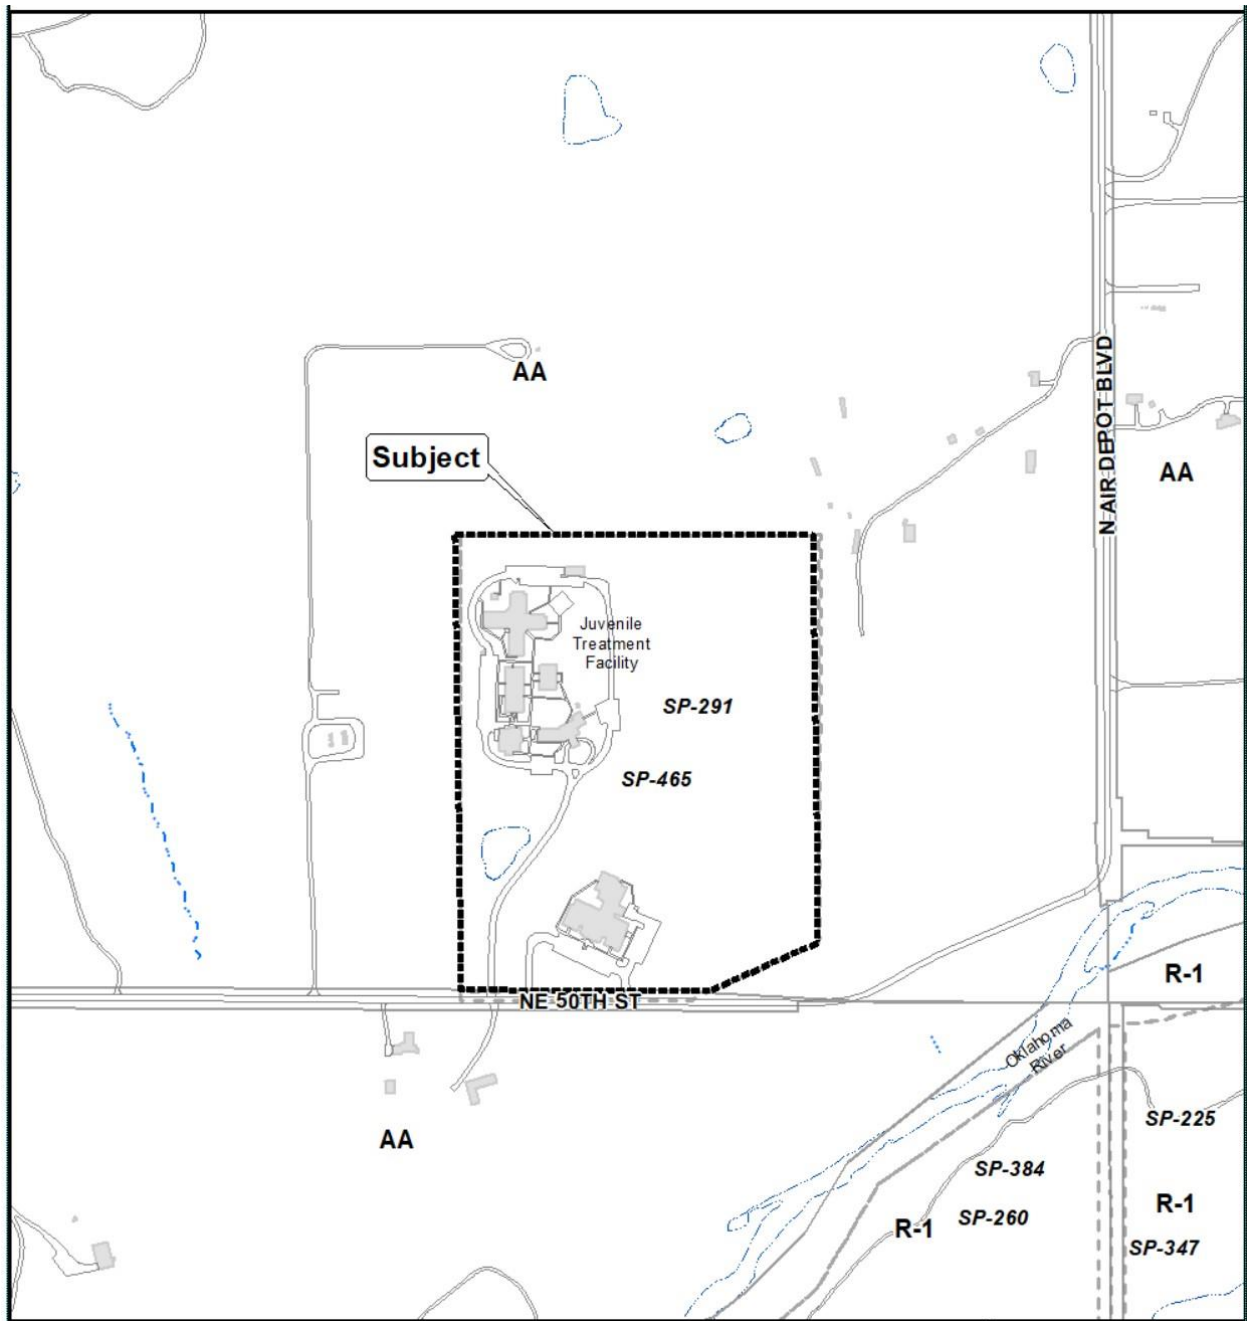 AA
Subject
N AIR DEPOT BLVD
AA
Juvenile
Treatment
Facility
SP-291
SP-465
R-1
NE 50TH ST
Oklahoma
River
AA
SP-225
SP-384
R-1
SP-260
R-1
SP-347